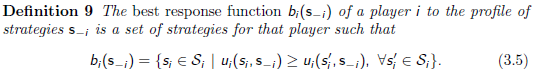 Definition 9 The best response function bᵢ(s₋ᵢ) of a player i to the profile of
strategies s₋ᵢ is a set of strategies for that player such that
bᵢ(s₋ᵢ) = {sᵢ ∈ 𝒮ᵢ | uᵢ(sᵢ, s₋ᵢ) ≥ uᵢ(s′ᵢ, s₋ᵢ), ∀s′ᵢ ∈ 𝒮ᵢ}. (3.5)